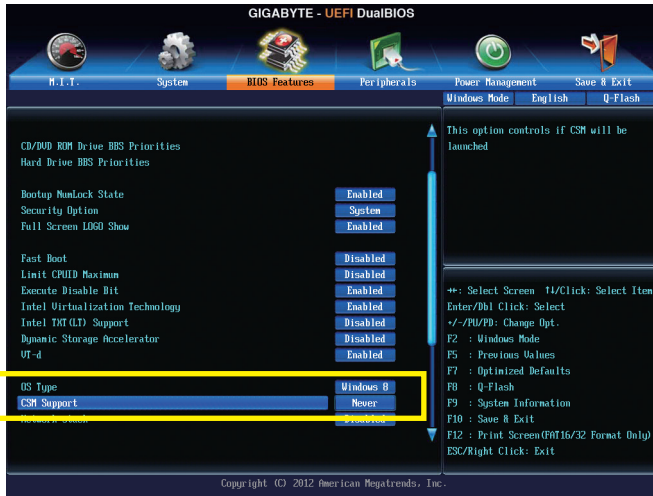 GIGABYTE - UEFI DualBIOS
M.I.T. System BIOS Features Peripherals Power Management Save & Exit
Windows Mode English Q-Flash
This option controls if CSM will be
launched
CD/DVD ROM Drive BBS Priorities
Hard Drive BBS Priorities
Bootup NumLock State Enabled
Security Option System
Full Screen LOGO Show Enabled
Fast Boot Disabled
Limit CPUID Maximum Disabled
Execute Disable Bit Enabled
Intel Virtualization Technology Enabled
Intel TXT(LT) Support Disabled
Dynamic Storage Accelerator Disabled
VT-d Enabled
OS Type Windows 8
CSM Support Never
Network stack Disabled
→←: Select Screen ↑↓/Click: Select Item
Enter/Dbl Click: Select
+/-/PU/PD: Change Opt.
F2 : Windows Mode
F5 : Previous Values
F7 : Optimized Defaults
F8 : Q-Flash
F9 : System Information
F10 : Save & Exit
F12 : Print Screen(FAT16/32 Format Only)
ESC/Right Click: Exit
Copyright (C) 2012 American Megatrends, Inc.